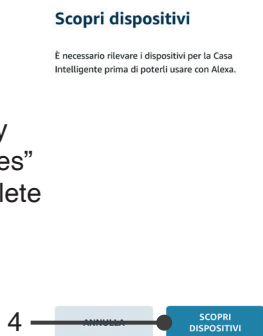 Scopri dispositivi
È necessario rilevare i dispositivi per la Casa
Intelligente prima di poterli usare con Alexa.
y
es”
lete
4
ANNULLA
SCOPRI
DISPOSITIVI